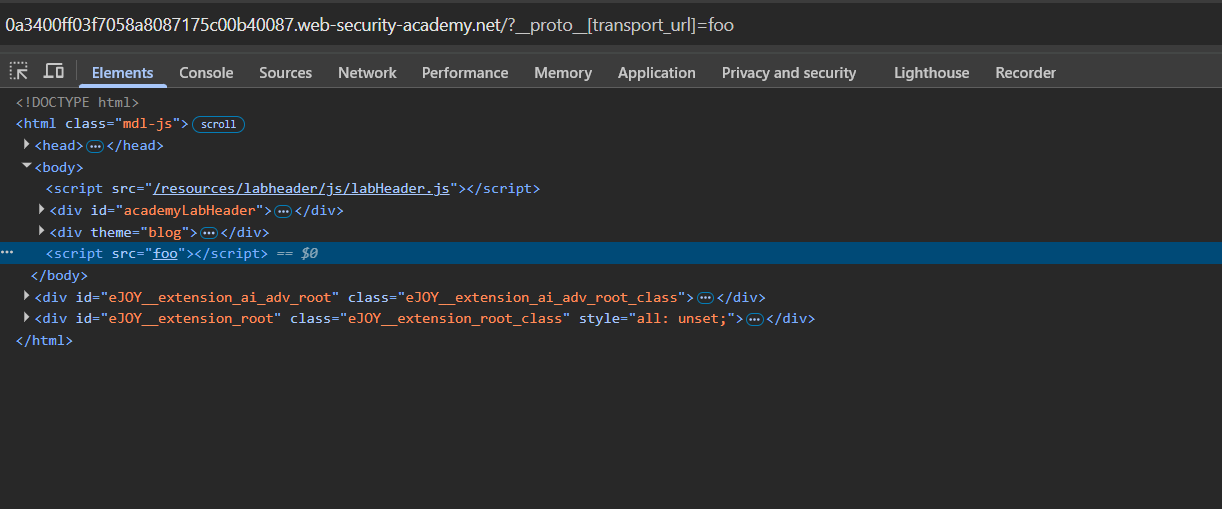 0a3400ff03f7058a8087175c00b40087.web-security-academy.net/?__proto__[transport_url]=foo
Elements Console Sources Network Performance Memory Application Privacy and security Lighthouse Recorder
<!DOCTYPE html>
<html class="mdl-js"> scroll
<head>…</head>
<body>
<script src="/resources/labheader/js/labHeader.js"></script>
<div id="academyLabHeader">…</div>
<div theme="blog">…</div>
<script src="foo"></script> == $0
</body>
<div id="eJOY__extension_ai_adv_root" class="eJOY__extension_ai_adv_root_class">…</div>
<div id="eJOY__extension_root" class="eJOY__extension_root_class" style="all: unset;">…</div>
</html>